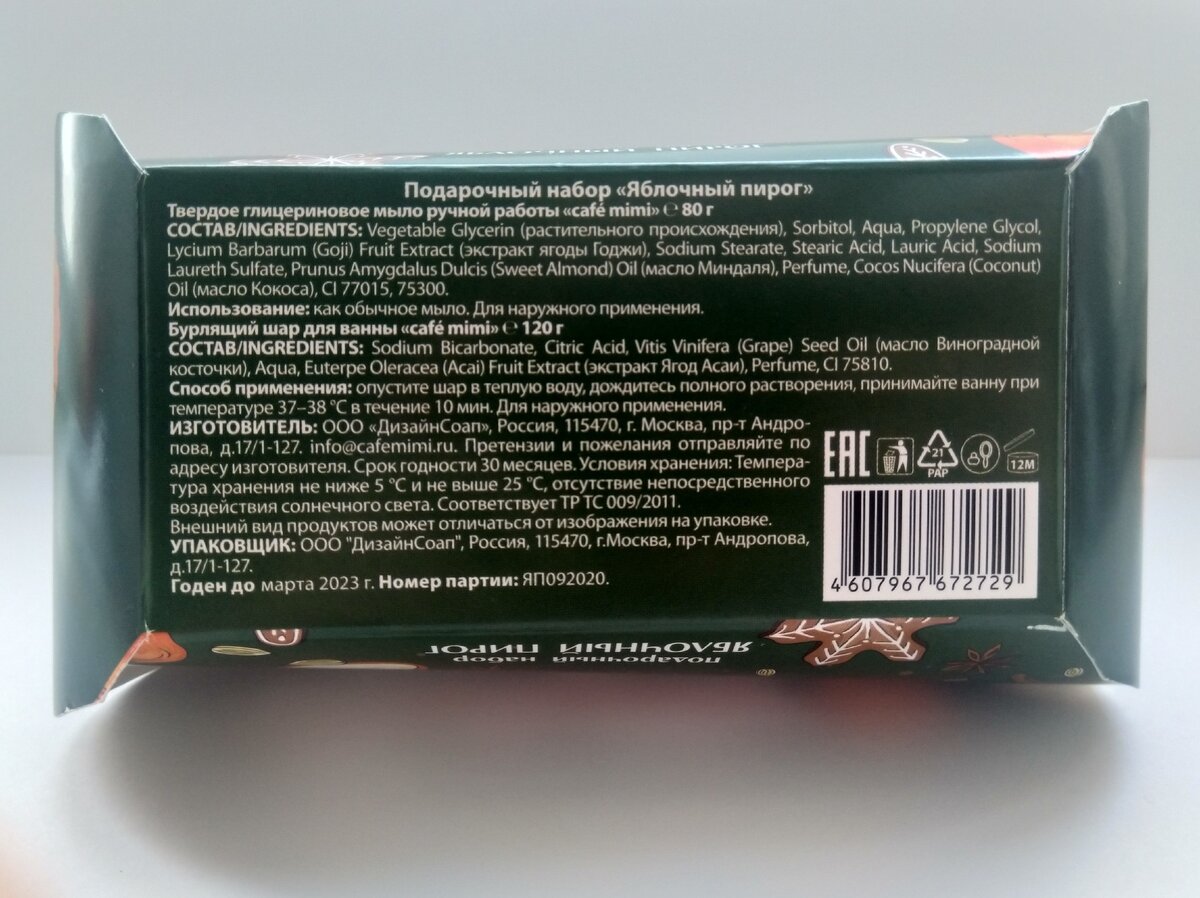 Подарочный набор «Яблочный пирог»
Твердое глицериновое мыло ручной работы «café mimi» ℮ 80 г
СОСТАВ/INGREDIENTS: Vegetable Glycerin (растительного происхождения), Sorbitol, Aqua, Propylene Glycol,
Lycium Barbarum (Goji) Fruit Extract (экстракт ягоды Годжи), Sodium Stearate, Stearic Acid, Lauric Acid, Sodium
Laureth Sulfate, Prunus Amygdalus Dulcis (Sweet Almond) Oil (масло Миндаля), Perfume, Cocos Nucifera (Coconut)
Oil (масло Кокоса), CI 77015, 75300.
Использование: как обычное мыло. Для наружного применения.
Бурлящий шар для ванны «café mimi» ℮ 120 г
СОСТАВ/INGREDIENTS: Sodium Bicarbonate, Citric Acid, Vitis Vinifera (Grape) Seed Oil (масло Виноградной
косточки), Aqua, Euterpe Oleracea (Acai) Fruit Extract (экстракт Ягод Асаи), Perfume, CI 75810.
Способ применения: опустите шар в теплую воду, дождитесь полного растворения, принимайте ванну при
температуре 37–38 °C в течение 10 мин. Для наружного применения.
ИЗГОТОВИТЕЛЬ: ООО «ДизайнСоап», Россия, 115470, г. Москва, пр-т Андро-
пова, д.17/1-127. info@cafemimi.ru. Претензии и пожелания отправляйте по
адресу изготовителя. Срок годности 30 месяцев. Условия хранения: Темпера-
тура хранения не ниже 5 °C и не выше 25 °C, отсутствие непосредственного
воздействия солнечного света. Соответствует ТР ТС 009/2011.
Внешний вид продуктов может отличаться от изображения на упаковке.
УПАКОВЩИК: ООО "ДизайнСоап", Россия, 115470, г.Москва, пр-т Андропова,
д.17/1-127.
Годен до марта 2023 г. Номер партии: ЯП092020.
EAC
21
PAP
12М
4 607967 672729
подарочный набор
ЯБЛОЧНЫЙ ПИРОГ